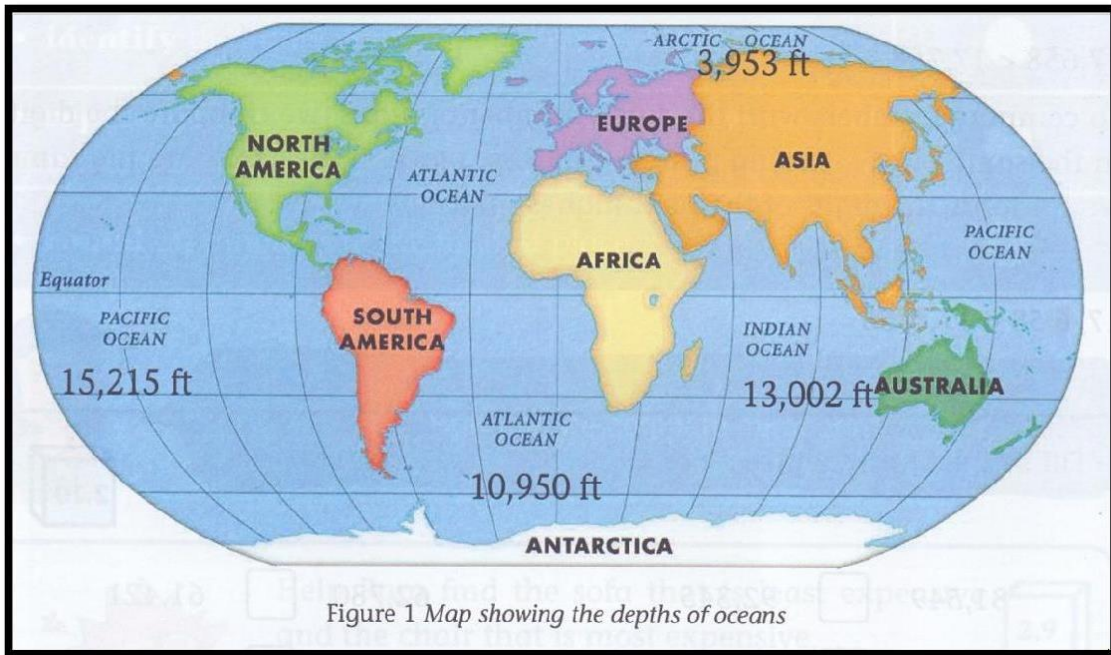 ARCTIC OCEAN
3,953 ft
NORTH
AMERICA
EUROPE
ASIA
ATLANTIC
OCEAN
PACIFIC
OCEAN
AFRICA
Equator
PACIFIC
OCEAN
SOUTH
AMERICA
INDIAN
OCEAN
15,215 ft
13,002 ft
AUSTRALIA
ATLANTIC
OCEAN
10,950 ft
ANTARCTICA
Figure 1 Map showing the depths of oceans